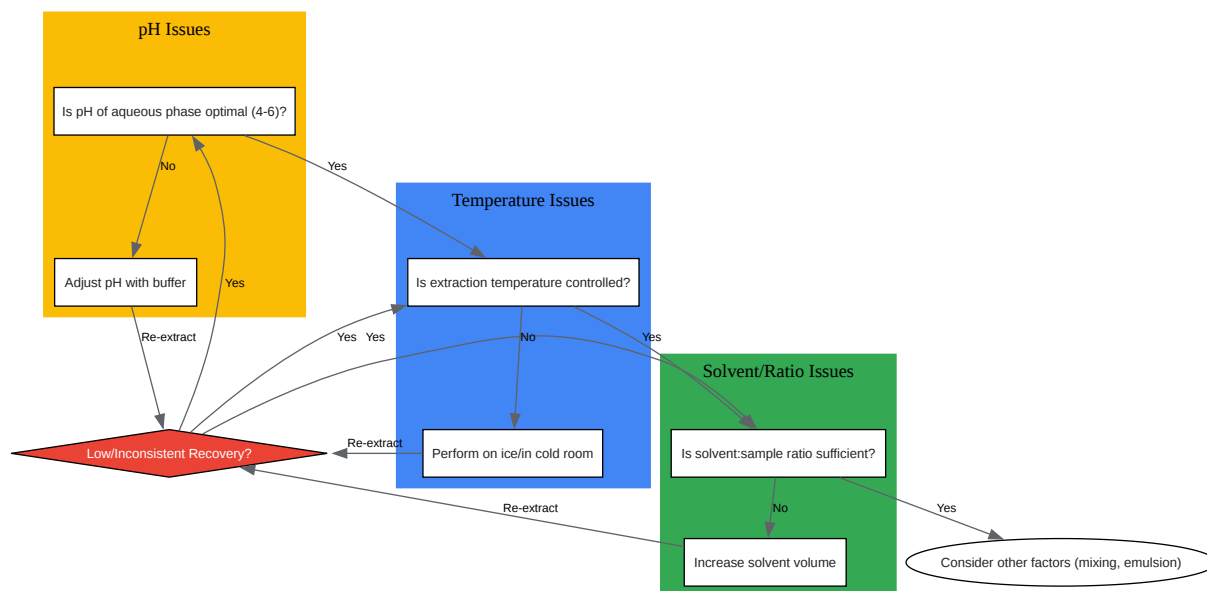 pH Issues
Is pH of aqueous phase optimal (4-6)?
No
Yes
Temperature Issues
Adjust pH with buffer
Yes
Is extraction temperature controlled?
Re-extract
Yes
Yes
No
Yes
Solvent/Ratio Issues
Low/Inconsistent Recovery?
Re-extract
Perform on ice/in cold room
Is solvent:sample ratio sufficient?
Re-extract
No
Yes
Increase solvent volume
Consider other factors (mixing, emulsion)